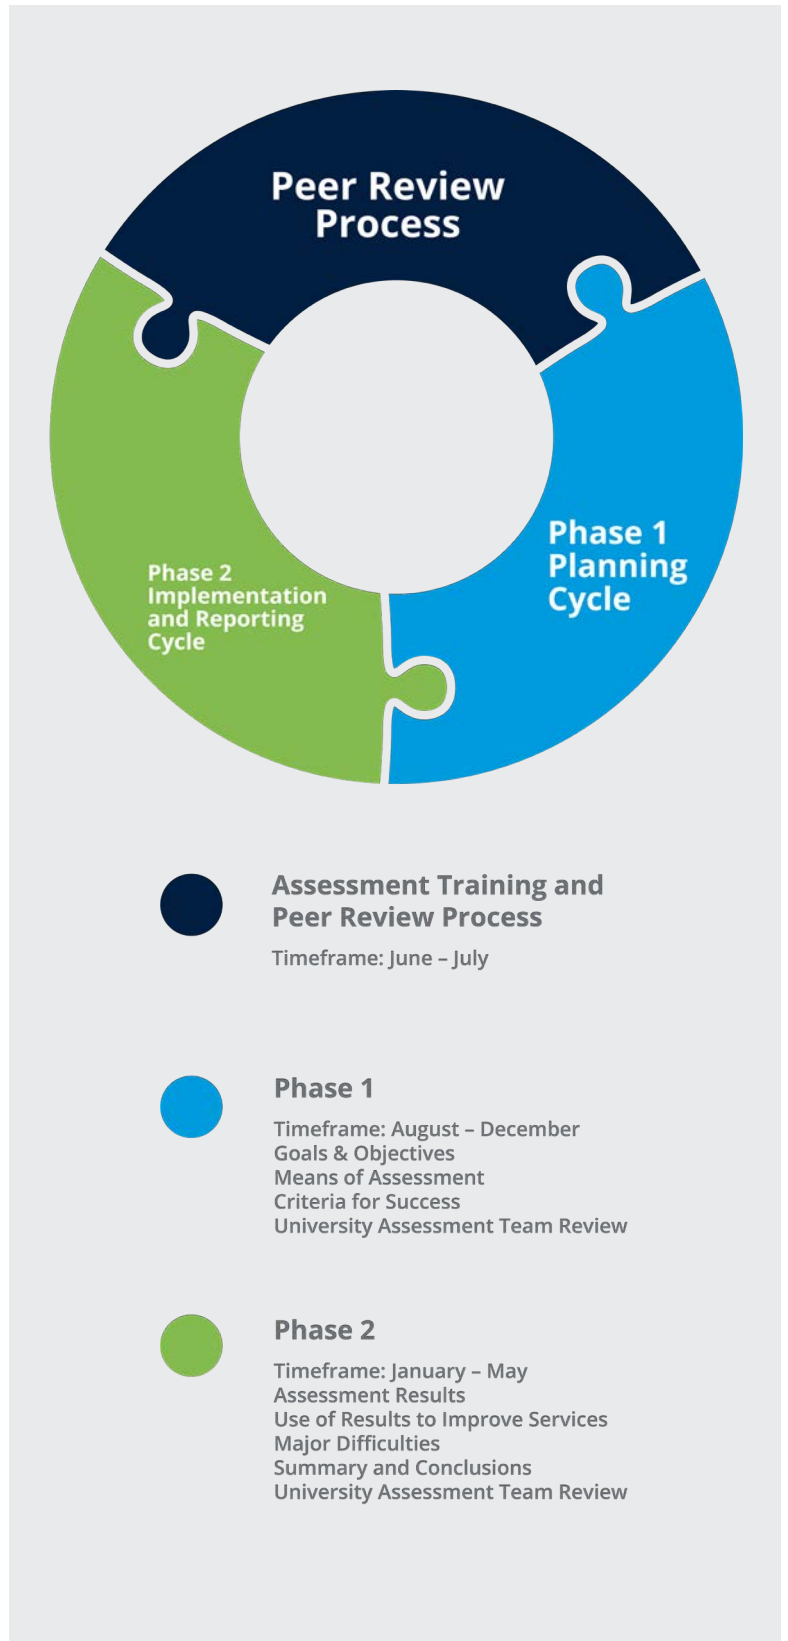 Peer Review
Process
Phase 1
Planning
Cycle
Phase 2
Implementation
and Reporting
Cycle
Assessment Training and
Peer Review Process
Timeframe: June – July
Phase 1
Timeframe: August – December
Goals & Objectives
Means of Assessment
Criteria for Success
University Assessment Team Review
Phase 2
Timeframe: January – May
Assessment Results
Use of Results to Improve Services
Major Difficulties
Summary and Conclusions
University Assessment Team Review